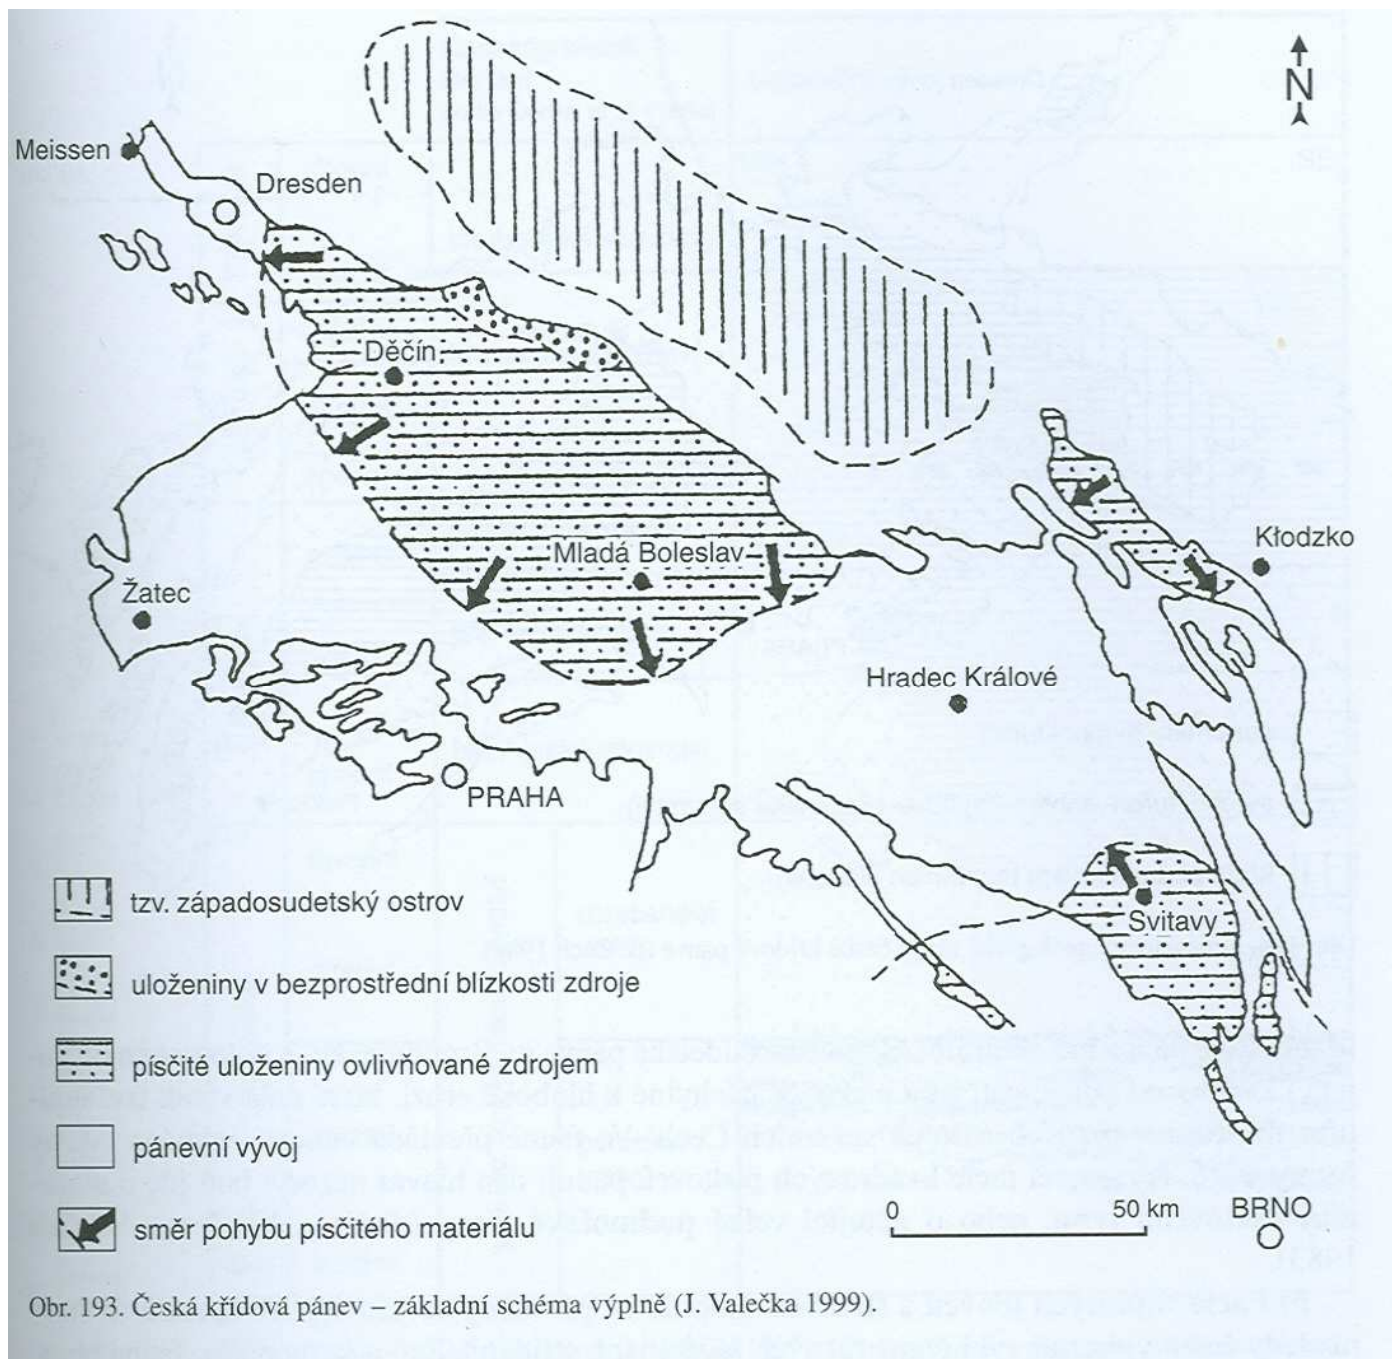 N
Meissen
Dresden
Děčín
Mladá Boleslav
Kłodzko
Žatec
Hradec Králové
PRAHA
Svitavy
tzv. západosudetský ostrov
uloženiny v bezprostřední blízkosti zdroje
písčité uloženiny ovlivňované zdrojem
pánevní vývoj
směr pohybu písčitého materiálu
0 50 km
BRNO
Obr. 193. Česká křídová pánev – základní schéma výplně (J. Valečka 1999).